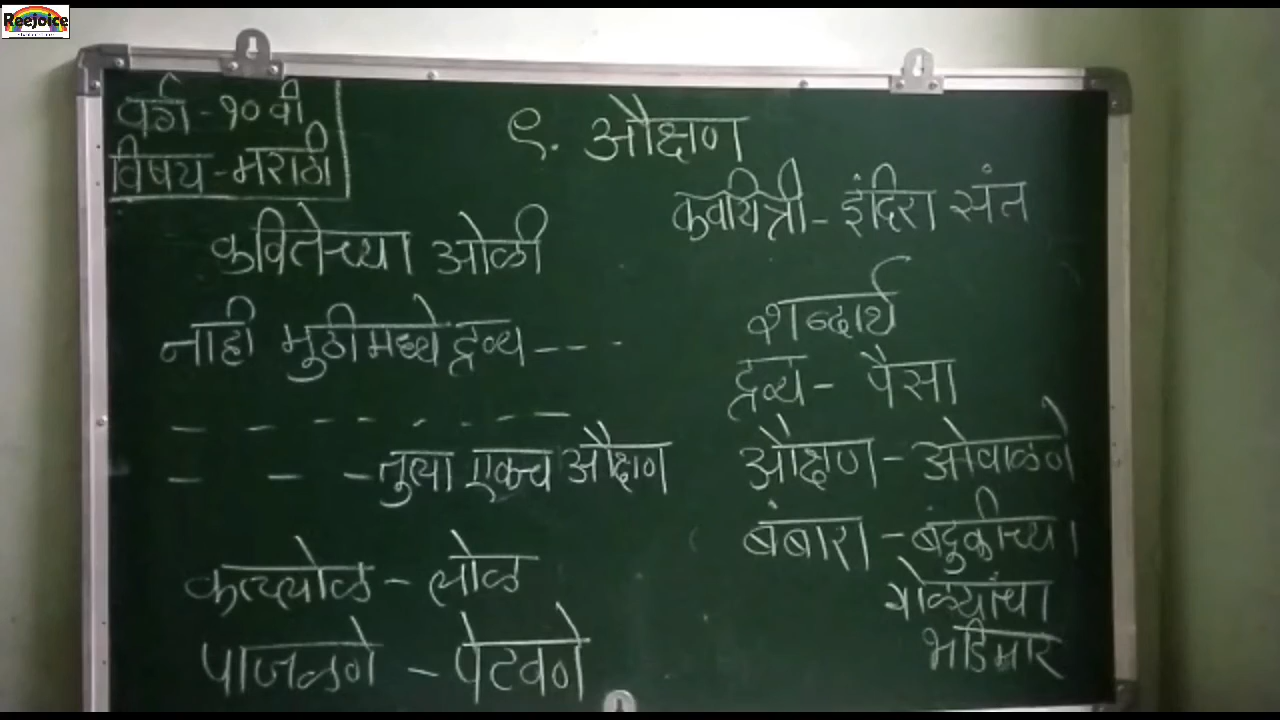 Reejoice
वर्ग - १० वी
विषय - मराठी
९. औक्षण
कवयित्री - इंदिरा संत
कवितेच्या ओळी
नाही मुठीमध्ये द्रव्य - - - -
- - - - - - - -
- - - तुला एकच औक्षण
कल्लोळ - लोळ
पाजळणे - पेटवणे
शब्दार्थ
द्रव्य - पैसा
औक्षण - ओवाळणे
बंबारा - बंदुकीच्या
गोळ्यांचा
भडिमार